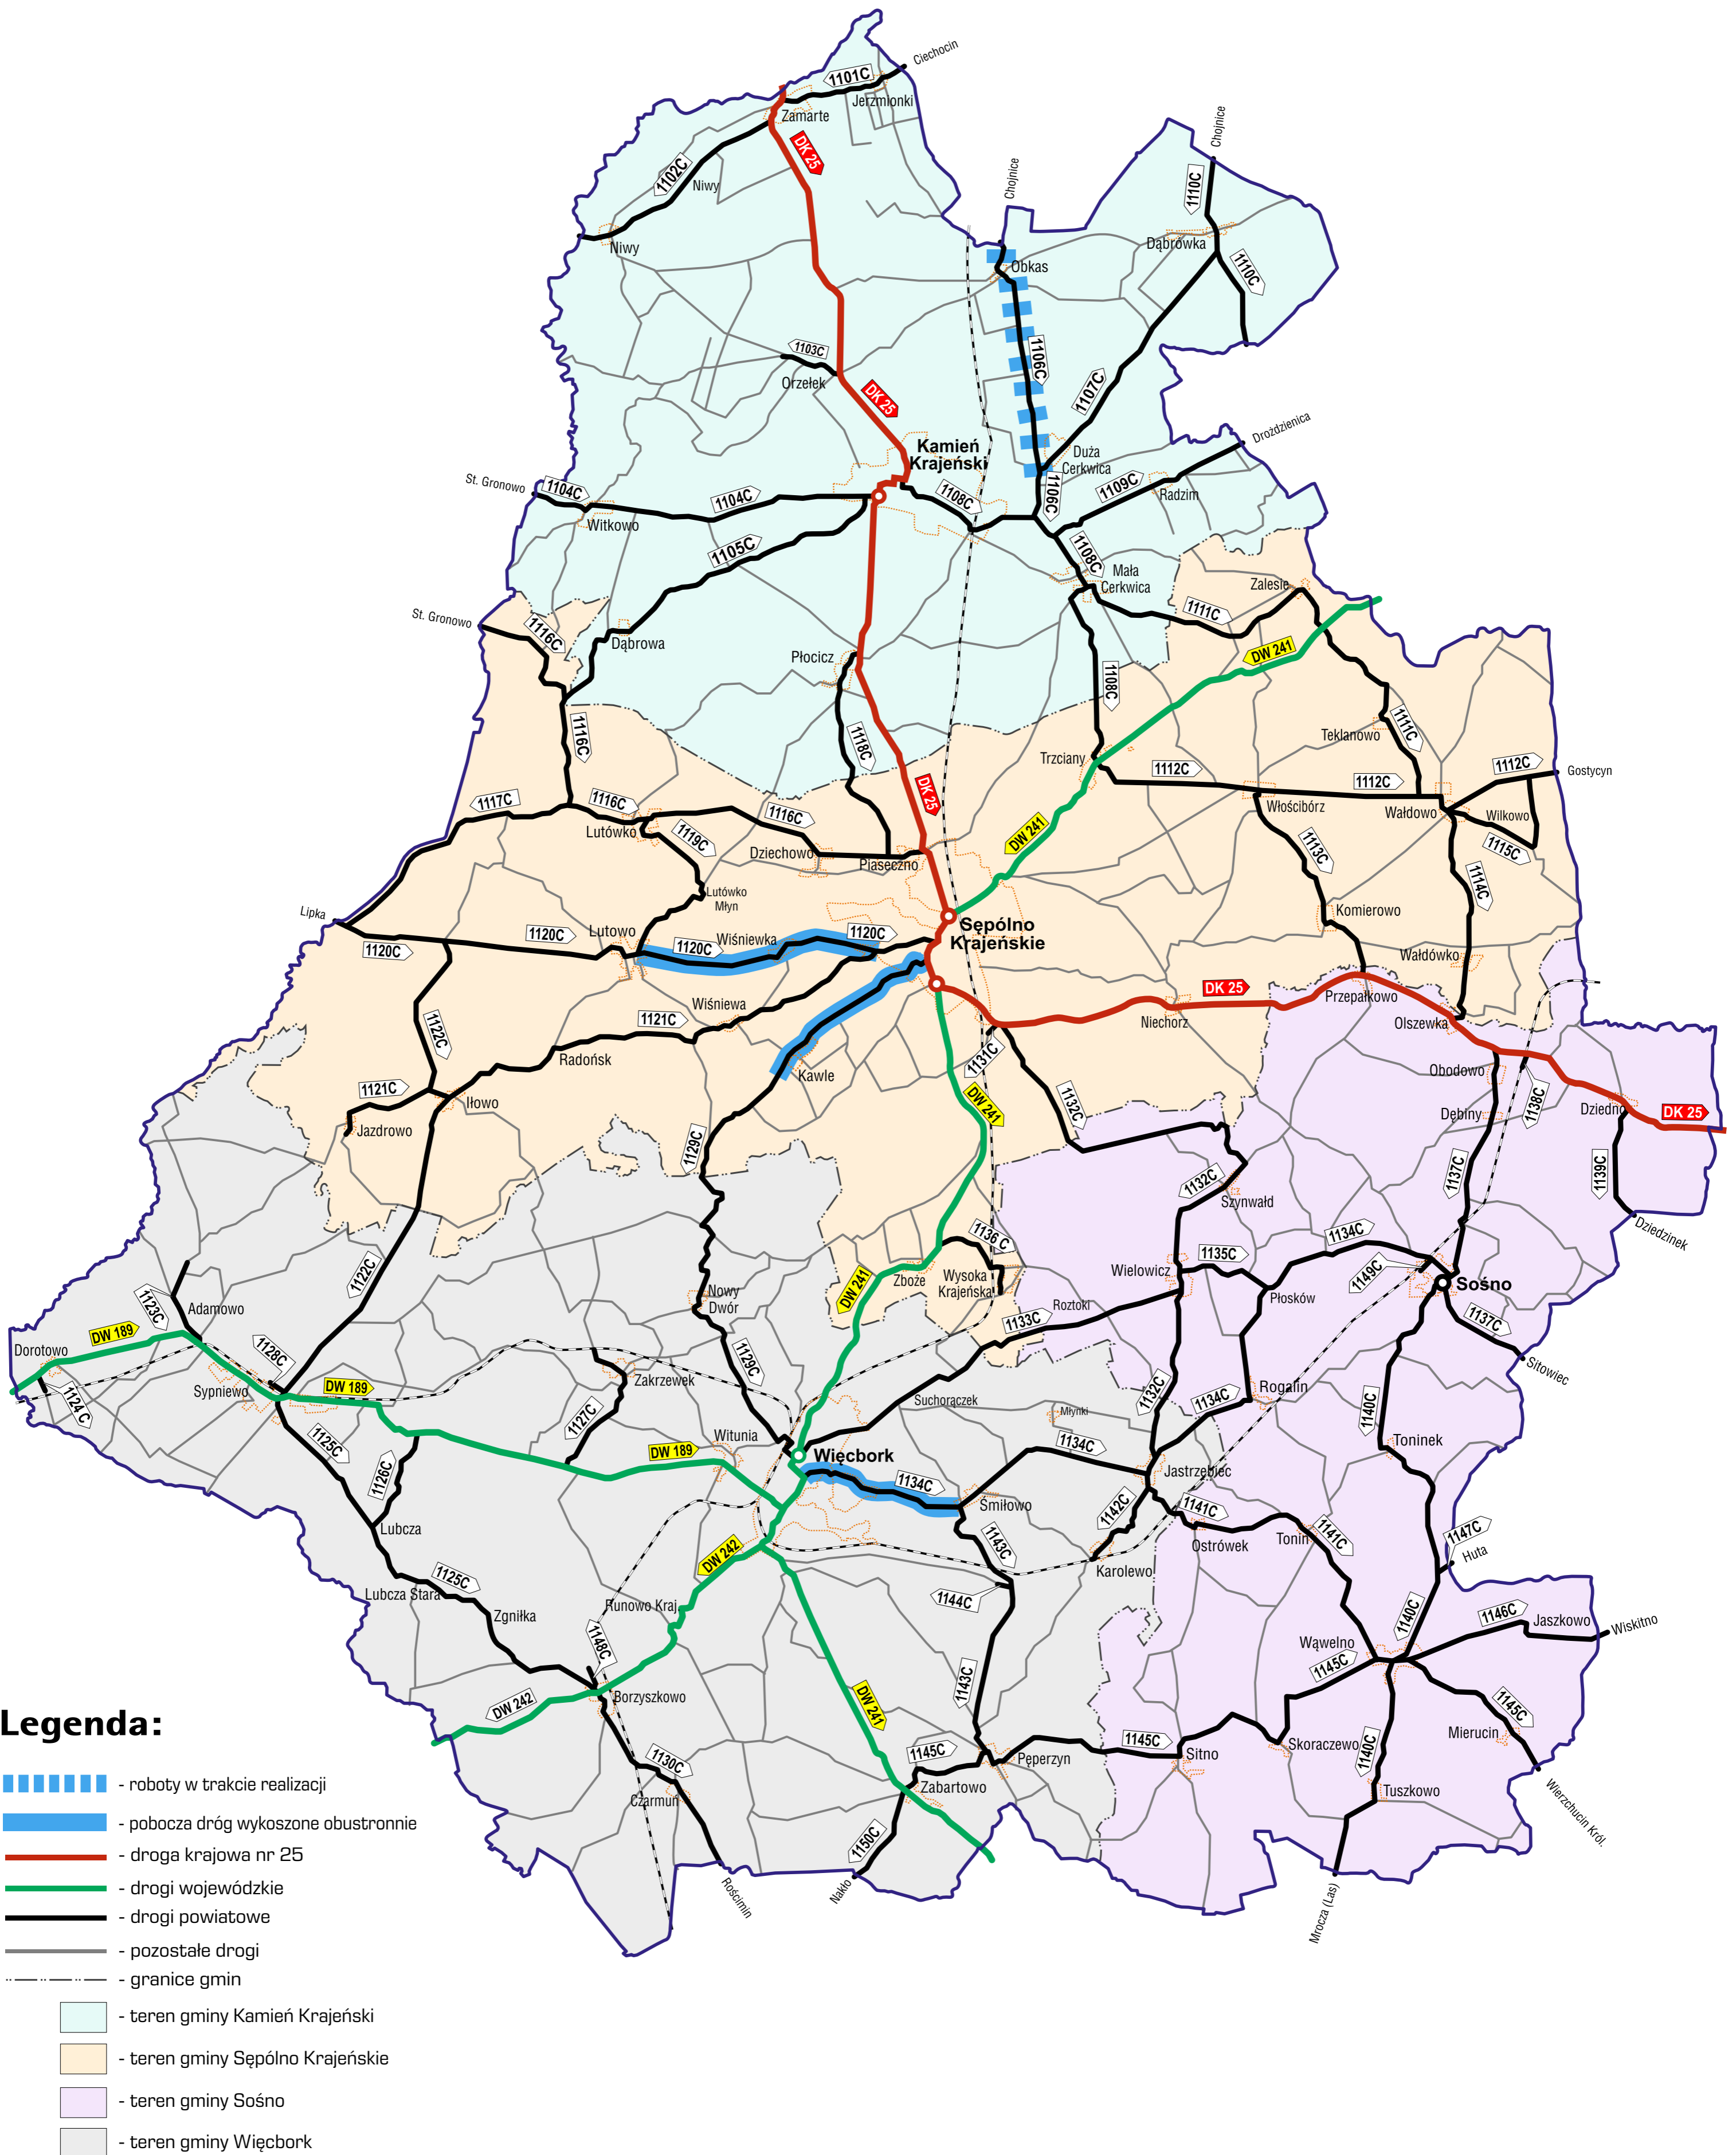 Ciechocin
1101C
Jerzmionki
Zamarte
DK 25
1102C
Niwy
Niwy
Chojnice
Chojnice
1110C
Dąbrówka
1110C
Obkas
1106C
1103C
Orzełek
DK 25
1107C
Kamień
Krajeński
Duża
Cerkwica
Drożdzienica
St. Gronowo
1104C
1104C
1108C
1106C
1109C
Radzim
Witkowo
1105C
1108C
Mała
Cerkwica
Zalesie
1111C
St. Gronowo
1116C
Dąbrowa
Płocicz
DW 241
1108C
1116C
1118C
Teklanowo
1111C
Trzciany
1112C
1112C
1112C
Gostycyn
DK 25
1117C
1116C
1116C
Lutówko
1119C
Dziechowo
Piaseczno
DW 241
Włościbórz
Wałdowo
Wilkowo
1113C
1115C
1114C
Lutówko
Młyn
Lipka
Komierowo
Sępólno
Krajeńskie
1120C
1120C
Lutowo
1120C
Wiśniewka
1120C
Wałdówko
Wiśniewa
1121C
DK 25
Przepałkowo
Niechorz
Olszewka
1122C
Radońsk
Kawle
1131C
Obodowo
1121C
Iłowo
Jazdrowo
DW 241
1132C
Dębiny
1138C
Dziedno
DK 25
1129C
1132C
Szynwałd
1137C
1139C
Dziedzinek
1136 C
1134C
1122C
Zboże
Wysoka
Krajeńska
Wielowicz
1135C
1149C
Sośno
Płosków
1123C
Adamowo
DW 241
Nowy
Dwór
Roztoki
1133C
1137C
Sitowiec
DW 189
Dorotowo
1128C
1129C
1124 C
Sypniewo
DW 189
Zakrzewek
Suchorączek
1132C
Rogalin
1134C
1140C
1127C
Młynki
1125C
Witunia
DW 189
1134C
Toninek
1126C
Więcbork
1134C
Jastrzębiec
Śmiłowo
1142C
1141C
Lubcza
Ostrówek
Tonin
1141C
1147C
Huta
DW 242
1143C
Karolewo
1125C
Lubcza Stara
1144C
Zgniłka
Runowo Kraj.
1140C
1146C
Jaszkowo
Wiskitno
1148C
Wąwelno
1145C
1143C
Borzyszkowo
DW 242
DW 241
1145C
Mierucin
1145C
1145C
Sitno
Skoraczewo
1140C
Pęperzyn
1130C
Zabartowo
Tuszkowo
Czarmuń
Wierzchucin Król.
1150C
Nakło
Rościmin
Mrocza (Las)
Legenda:
- roboty w trakcie realizacji
- pobocza dróg wykoszone obustronnie
- droga krajowa nr 25
- drogi wojewódzkie
- drogi powiatowe
- pozostałe drogi
- granice gmin
- teren gminy Kamień Krajeński
- teren gminy Sępólno Krajeńskie
- teren gminy Sośno
- teren gminy Więcbork